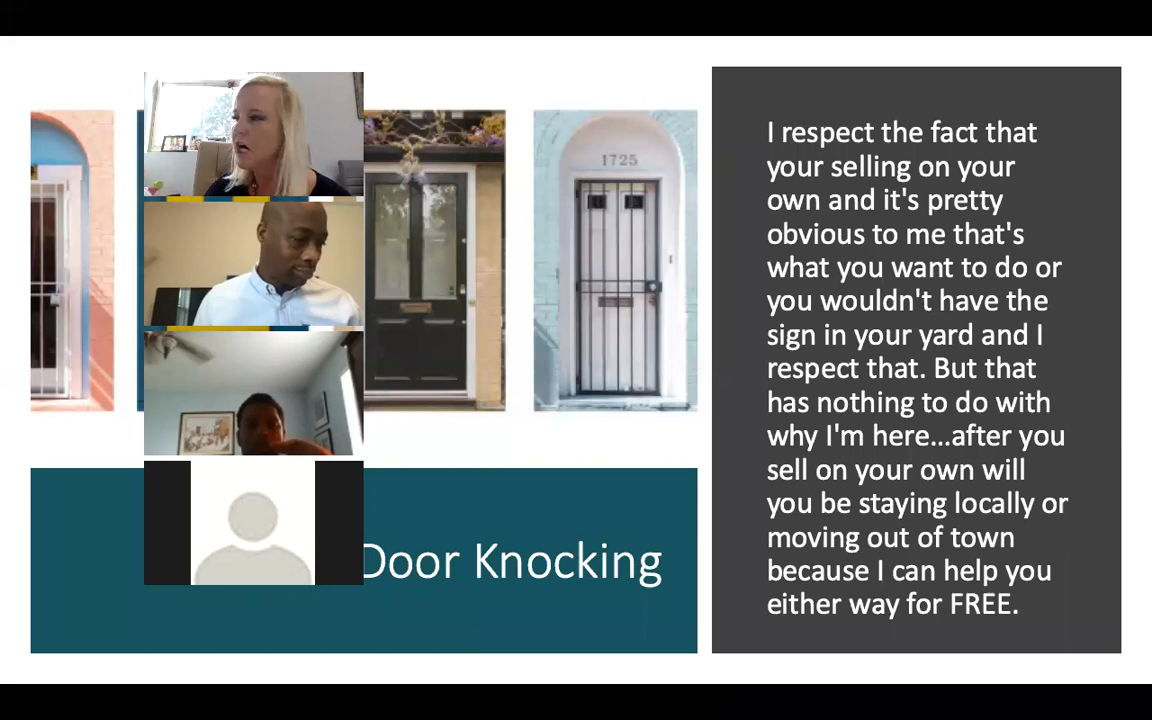 1725
Door Knocking
I respect the fact that
your selling on your
own and it's pretty
obvious to me that's
what you want to do or
you wouldn't have the
sign in your yard and I
respect that. But that
has nothing to do with
why I'm here...after you
sell on your own will
you be staying locally or
moving out of town
because I can help you
either way for FREE.